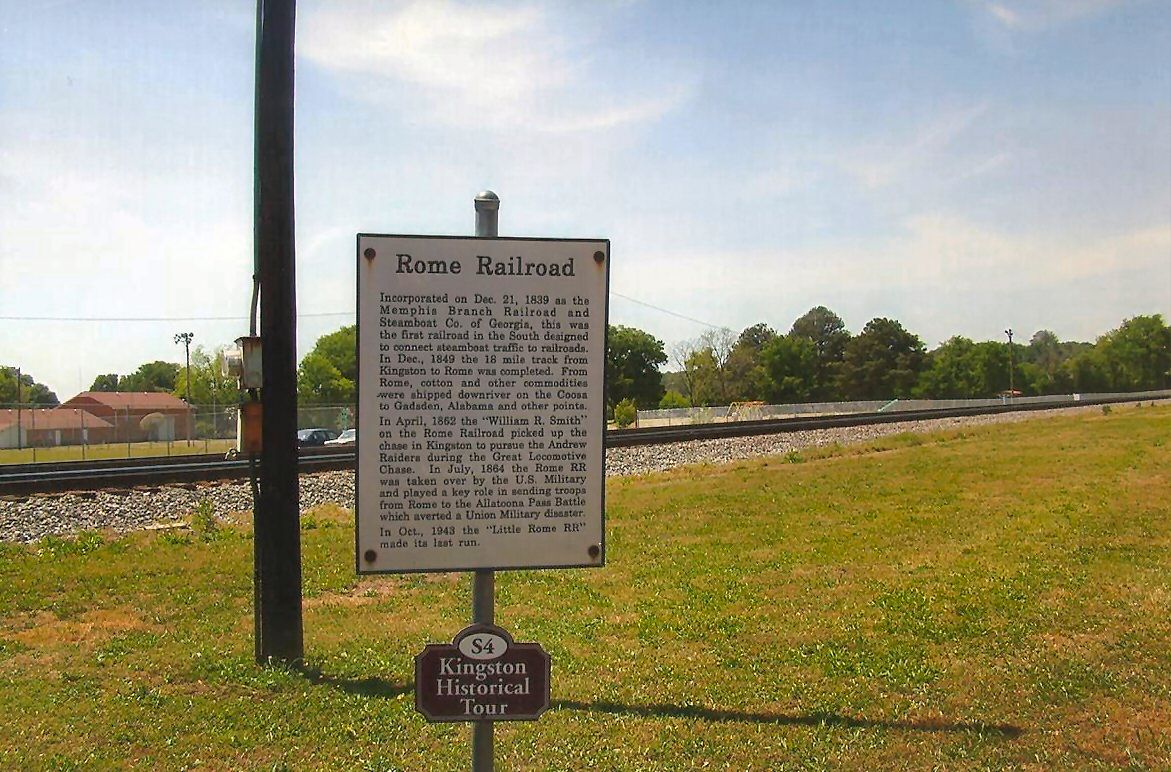 Rome Railroad
Incorporated on Dec. 21, 1839 as the
Memphis Branch Railroad and
Steamboat Co. of Georgia, this was
the first railroad in the South designed
to connect steamboat traffic to railroads.
In Dec., 1849 the 18 mile track from
Kingston to Rome was completed. From
Rome, cotton and other commodities
were shipped downriver on the Coosa
to Gadsden, Alabama and other points.
In April, 1862 the "William R. Smith"
on the Rome Railroad picked up the
chase in Kingston to pursue the Andrew
Raiders during the Great Locomotive
Chase. In July, 1864 the Rome RR
was taken over by the U.S. Military
and played a key role in sending troops
from Rome to the Allatoona Pass Battle
which averted a Union Military disaster.
In Oct., 1943 the "Little Rome RR"
made its last run.
S4
Kingston
Historical
Tour